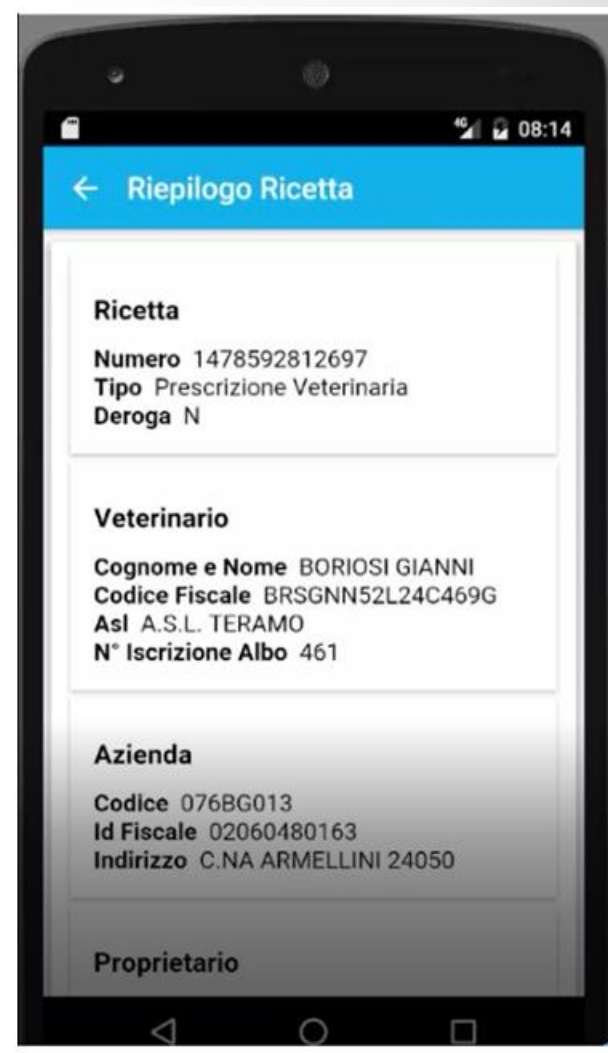 4G 08:14
Riepilogo Ricetta
Ricetta
Numero 1478592812697
Tipo Prescrizione Veterinaria
Deroga N
Veterinario
Cognome e Nome BORIOSI GIANNI
Codice Fiscale BRSGNN52L24C469G
Asl A.S.L. TERAMO
N° Iscrizione Albo 461
Azienda
Codice 076BG013
Id Fiscale 02060480163
Indirizzo C.NA ARMELLINI 24050
Proprietario